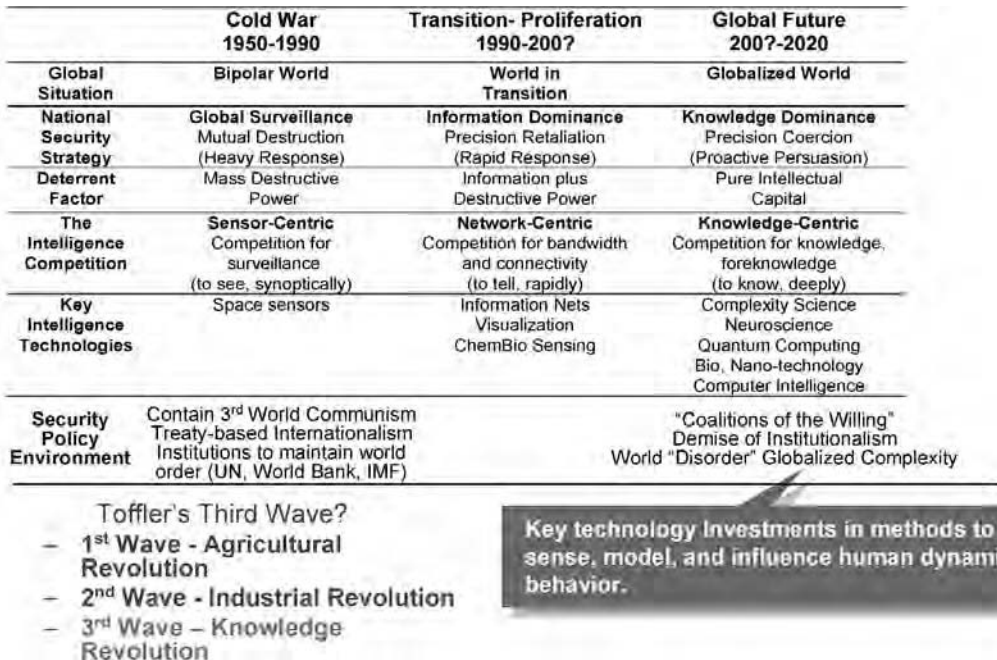 Cold War Transition- Proliferation Global Future
1950-1990 1990-200? 200?-2020
Global Bipolar World World in Globalized World
Situation Transition
National Global Surveillance Information Dominance Knowledge Dominance
Security Mutual Destruction Precision Retaliation Precision Coercion
Strategy (Heavy Response) (Rapid Response) (Proactive Persuasion)
Deterrent Mass Destructive Information plus Pure Intellectual
Factor Power Destructive Power Capital
The Sensor-Centric Network-Centric Knowledge-Centric
Intelligence Competition for Competition for bandwidth Competition for knowledge,
Competition surveillance and connectivity foreknowledge
(to see, synoptically) (to tell, rapidly) (to know, deeply)
Key Space sensors Information Nets Complexity Science
Intelligence Visualization Neuroscience
Technologies ChemBio Sensing Quantum Computing
Bio, Nano-technology
Computer Intelligence
Security Contain 3rd World Communism "Coalitions of the Willing"
Policy Treaty-based Internationalism Demise of Institutionalism
Environment Institutions to maintain world World "Disorder" Globalized Complexity
order (UN, World Bank, IMF)
Toffler's Third Wave?
– 1st Wave - Agricultural
Revolution
– 2nd Wave - Industrial Revolution
– 3rd Wave – Knowledge
Revolution
Key technology Investments in methods to
sense, model, and influence human dynami
behavior.